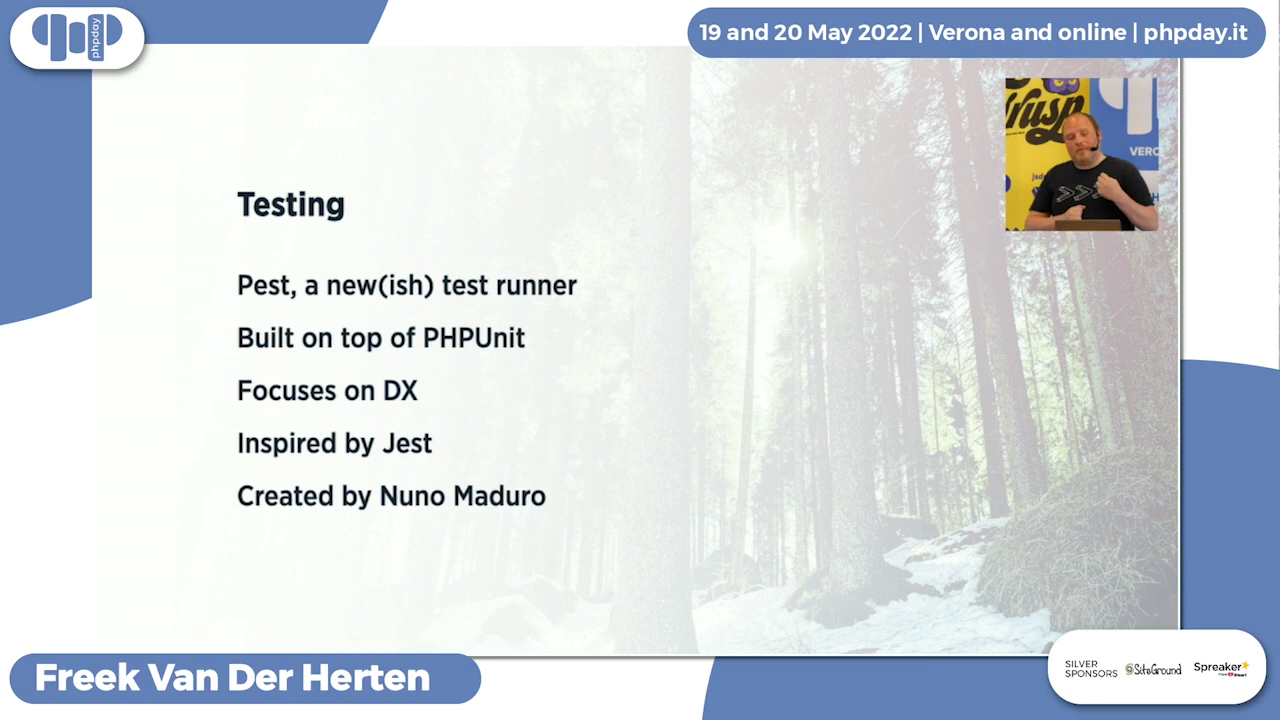 phpday
19 and 20 May 2022 | Verona and online | phpday.it
rusp
VERO
Testing
Pest, a new(ish) test runner
Built on top of PHPUnit
Focuses on DX
Inspired by Jest
Created by Nuno Maduro
Freek Van Der Herten
SILVER
SPONSORS
SiteGround
Spreaker